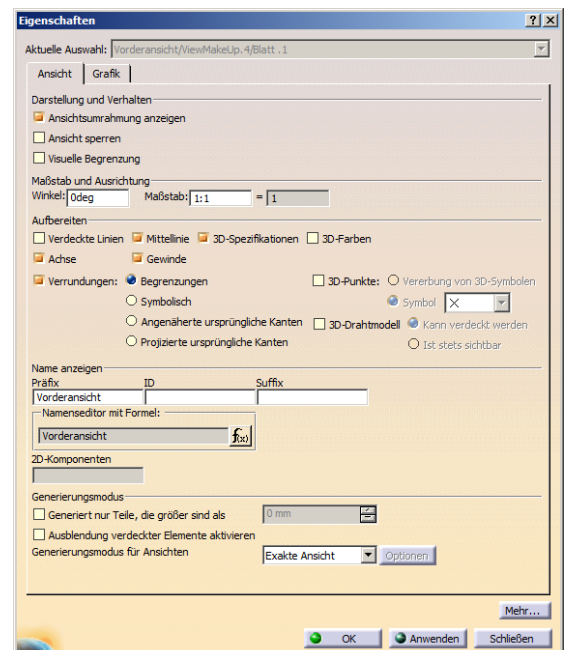 Eigenschaften
Aktuelle Auswahl: Vorderansicht/ViewMakeUp.4/Blatt .1
Ansicht Grafik
Darstellung und Verhalten
Ansichtsumrahmung anzeigen
Ansicht sperren
Visuelle Begrenzung
Maßstab und Ausrichtung
Winkel: 0deg Maßstab: 1:1 = 1
Aufbereiten
Verdeckte Linien Mittellinie 3D-Spezifikationen 3D-Farben
Achse Gewinde
Verrundungen: Begrenzungen 3D-Punkte: Vererbung von 3D-Symbolen
Symbolisch Symbol
Angenäherte ursprüngliche Kanten 3D-Drahtmodell Kann verdeckt werden
Projizierte ursprüngliche Kanten Ist stets sichtbar
Name anzeigen
Präfix ID Suffix
Vorderansicht
Namenseditor mit Formel:
Vorderansicht f(x)
2D-Komponenten
Generierungsmodus
Generiert nur Teile, die größer sind als 0 mm
Ausblendung verdeckter Elemente aktivieren
Generierungsmodus für Ansichten Exakte Ansicht Optionen
Mehr...
OK Anwenden Schließen